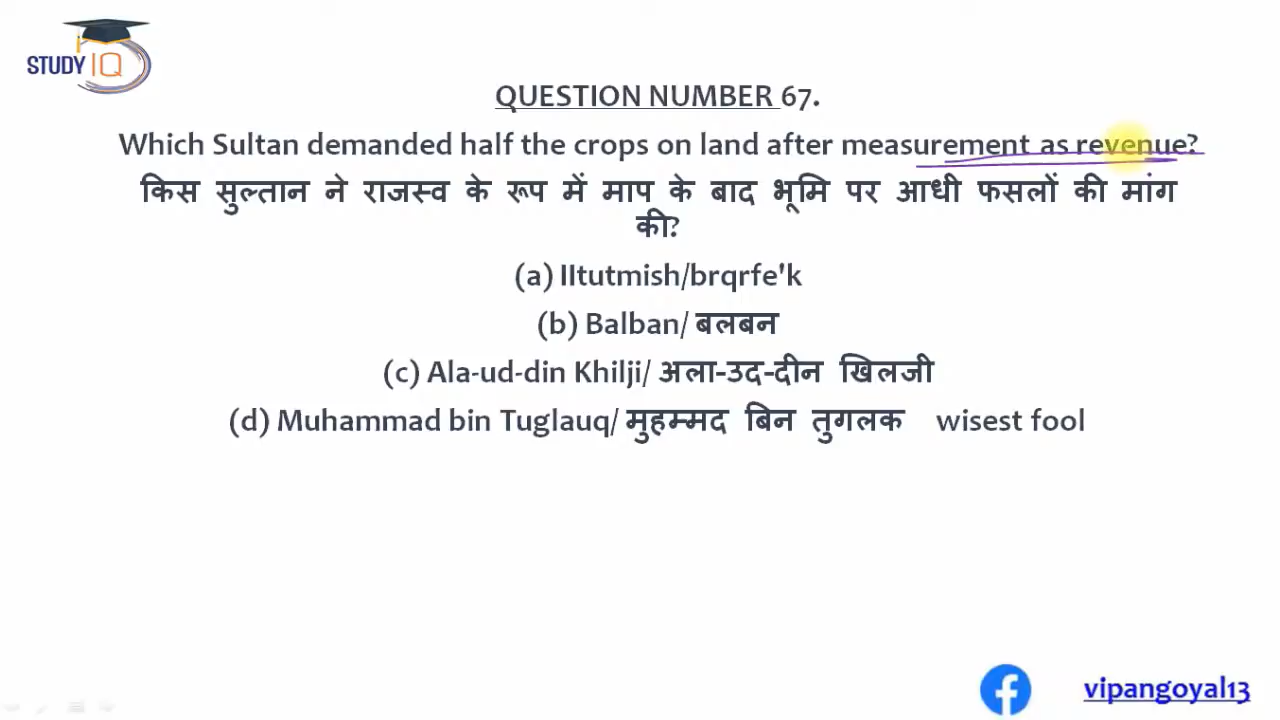 STUDY IQ
QUESTION NUMBER 67.
Which Sultan demanded half the crops on land after measurement as revenue?
किस सुल्तान ने राजस्व के रूप में माप के बाद भूमि पर आधी फसलों की मांग
की?
(a) IItutmish/brqrfe'k
(b) Balban/ बलबन
(c) Ala-ud-din Khilji/ अला-उद-दीन खिलजी
(d) Muhammad bin Tuglauq/ मुहम्मद बिन तुगलक wisest fool
vipangoyal13